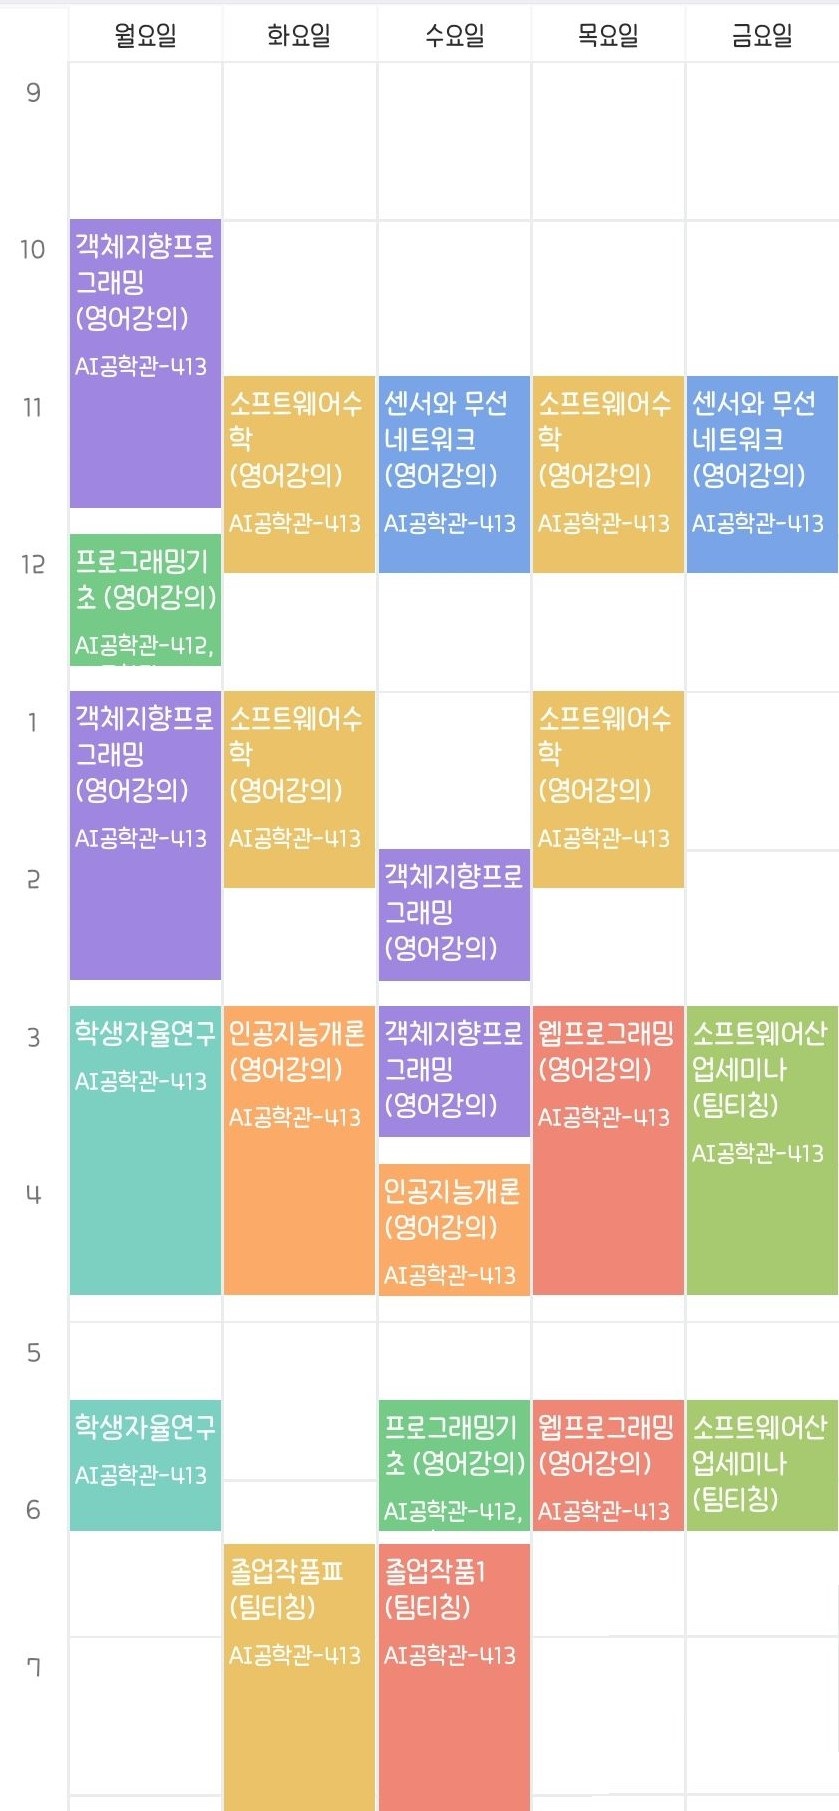 월요일
화요일
수요일
목요일
금요일
9
10
11
12
1
2
3
4
5
6
7
객체지향프로
그래밍
(영어강의)
AI공학관-413
프로그래밍기
초 (영어강의)
AI공학관-412,
객체지향프로
그래밍
(영어강의)
AI공학관-413
학생자율연구
AI공학관-413
학생자율연구
AI공학관-413
소프트웨어수
학
(영어강의)
AI공학관-413
소프트웨어수
학
(영어강의)
AI공학관-413
인공지능개론
(영어강의)
AI공학관-413
졸업작품Ⅲ
(팀티칭)
AI공학관-413
센서와 무선
네트워크
(영어강의)
AI공학관-413
객체지향프로
그래밍
(영어강의)
객체지향프로
그래밍
(영어강의)
인공지능개론
(영어강의)
AI공학관-413
프로그래밍기
초 (영어강의)
AI공학관-412,
졸업작품1
(팀티칭)
AI공학관-413
소프트웨어수
학
(영어강의)
AI공학관-413
소프트웨어수
학
(영어강의)
AI공학관-413
웹프로그래밍
(영어강의)
AI공학관-413
웹프로그래밍
(영어강의)
AI공학관-413
센서와 무선
네트워크
(영어강의)
AI공학관-413
소프트웨어산
업세미나
(팀티칭)
AI공학관-413
소프트웨어산
업세미나
(팀티칭)